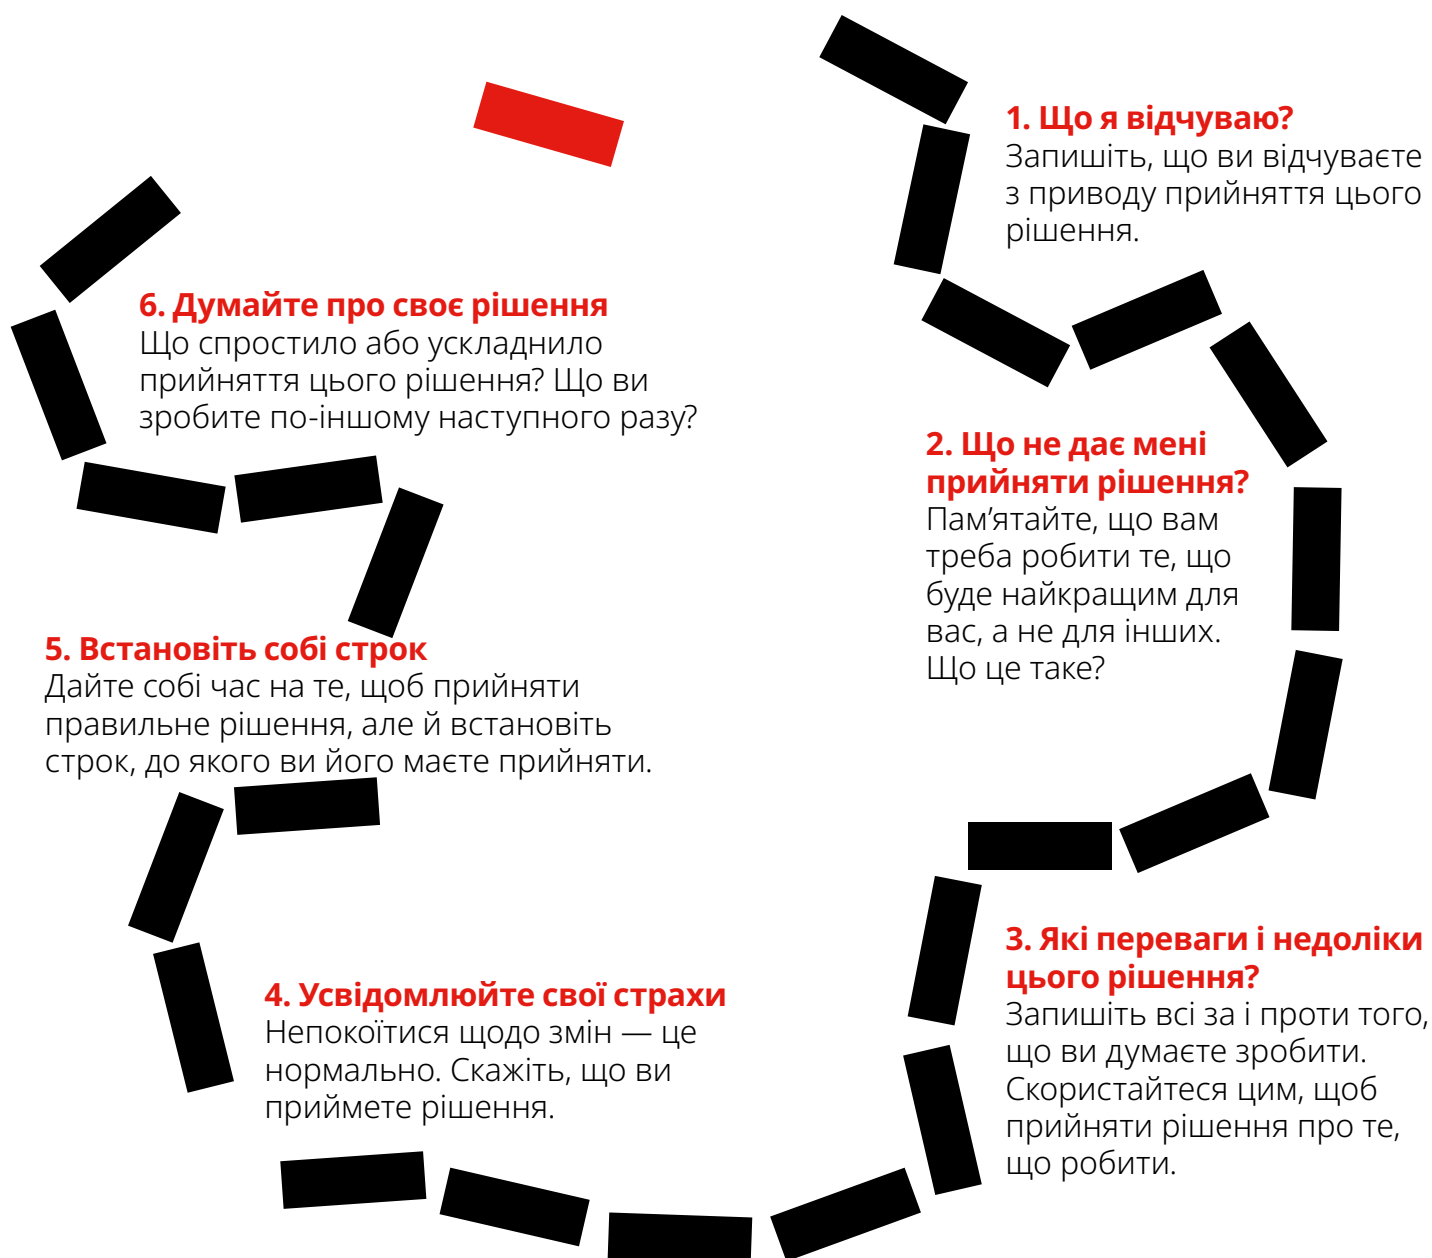 1. Що я відчуваю?
Запишіть, що ви відчуваєте
з приводу прийняття цього
рішення.
2. Що не дає мені
прийняти рішення?
Пам’ятайте, що вам
треба робити те, що
буде найкращим для
вас, а не для інших.
Що це таке?
3. Які переваги і недоліки
цього рішення?
Запишіть всі за і проти того,
що ви думаєте зробити.
Скористайтеся цим, щоб
прийняти рішення про те,
що робити.
4. Усвідомлюйте свої страхи
Непокоїтися щодо змін — це
нормально. Скажіть, що ви
приймете рішення.
5. Встановіть собі строк
Дайте собі час на те, щоб прийняти
правильне рішення, але й встановіть
строк, до якого ви його маєте прийняти.
6. Думайте про своє рішення
Що спростило або ускладнило
прийняття цього рішення? Що ви
зробите по-іншому наступного разу?